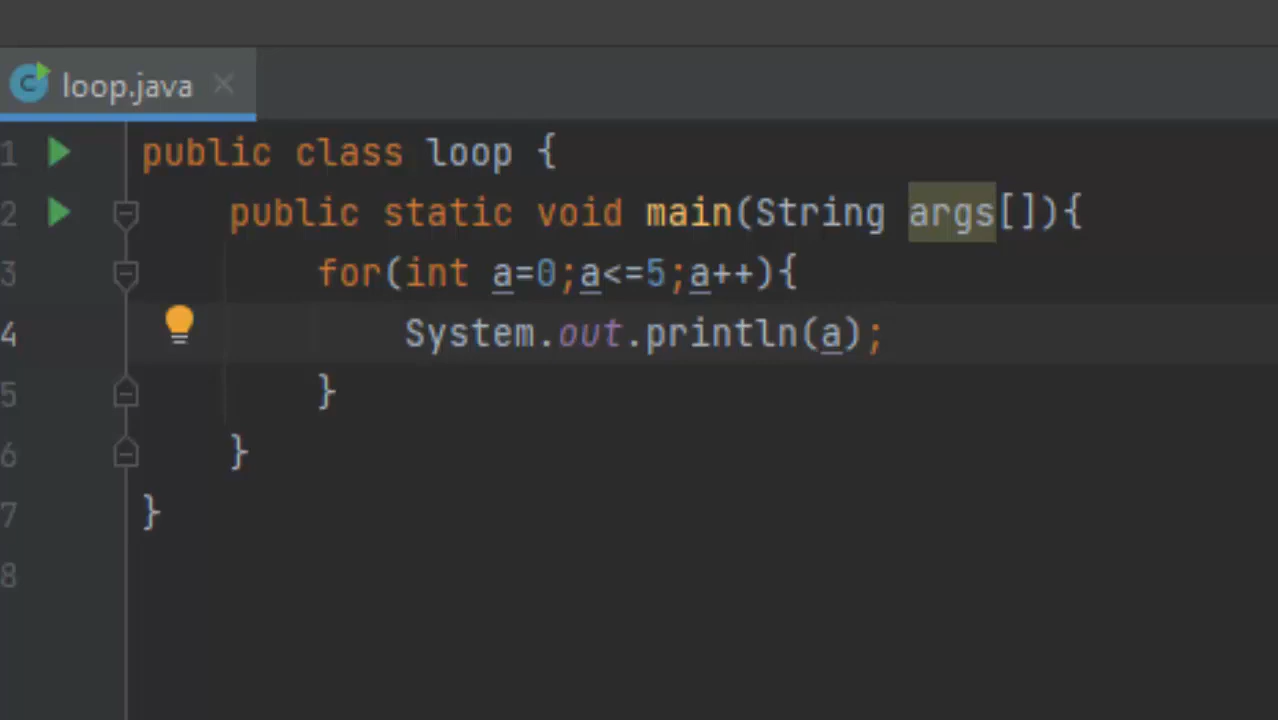 loop.java
1 public class loop {
2 public static void main(String args[]){
3 for(int a=0;a<=5;a++){
4 System.out.println(a);
5 }
6 }
7 }
8